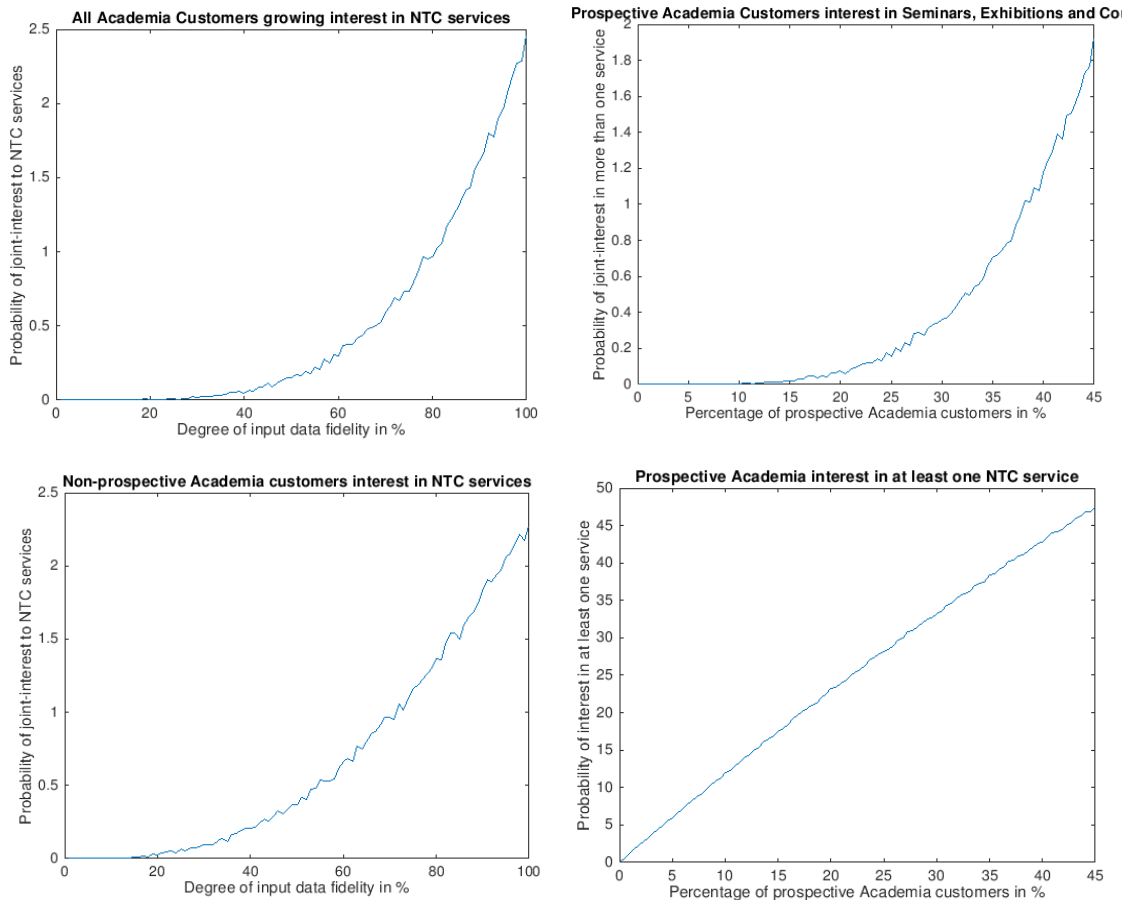 All Academia Customers growing interest in NTC services
Probability of joint-interest to NTC services
2.5
2
1.5
1
0.5
0
0 20 40 60 80 100
Degree of input data fidelity in %
Prospective Academia Customers interest in Seminars, Exhibitions and Co
Probability of joint-interest in more than one service
2
1.8
1.6
1.4
1.2
1
0.8
0.6
0.4
0.2
0
0 5 10 15 20 25 30 35 40 45
Percentage of prospective Academia customers in %
Non-prospective Academia customers interest in NTC services
Probability of joint-interest to NTC services
2.5
2
1.5
1
0.5
0
0 20 40 60 80 100
Degree of input data fidelity in %
Prospective Academia interest in at least one NTC service
Probability of interest in at least one service
50
45
40
35
30
25
20
15
10
5
0
0 5 10 15 20 25 30 35 40 45
Percentage of prospective Academia customers in %